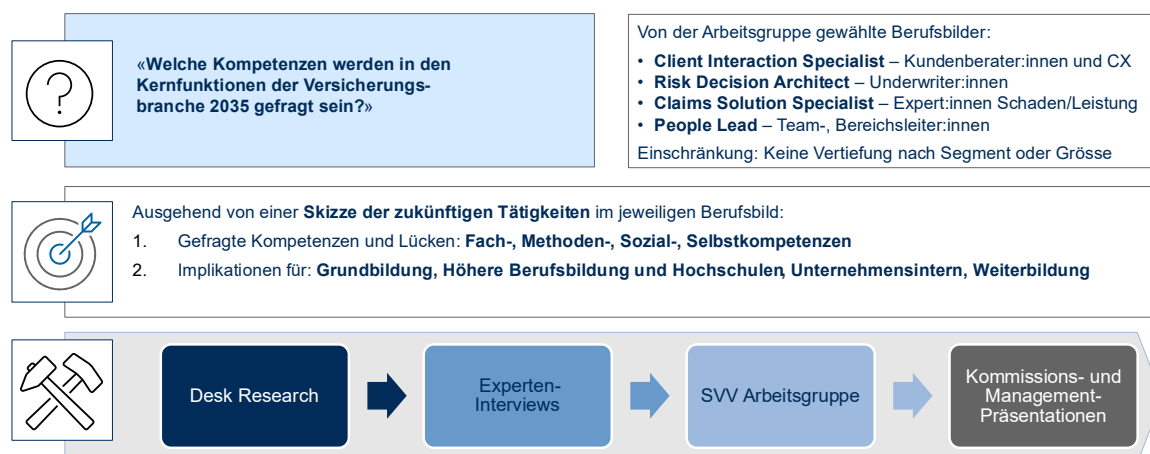 «Welche Kompetenzen werden in den
Kernfunktionen der Versicherungs-
branche 2035 gefragt sein?»
Von der Arbeitsgruppe gewählte Berufsbilder:
• Client Interaction Specialist – Kundenberater:innen und CX
• Risk Decision Architect – Underwriter:innen
• Claims Solution Specialist – Expert:innen Schaden/Leistung
• People Lead – Team-, Bereichsleiter:innen
Einschränkung: Keine Vertiefung nach Segment oder Grösse
Ausgehend von einer Skizze der zukünftigen Tätigkeiten im jeweiligen Berufsbild:
1. Gefragte Kompetenzen und Lücken: Fach-, Methoden-, Sozial-, Selbstkompetenzen
2. Implikationen für: Grundbildung, Höhere Berufsbildung und Hochschulen, Unternehmensintern, Weiterbildung
Desk Research
Experten-
Interviews
SVV Arbeitsgruppe
Kommissions- und
Management-
Präsentationen